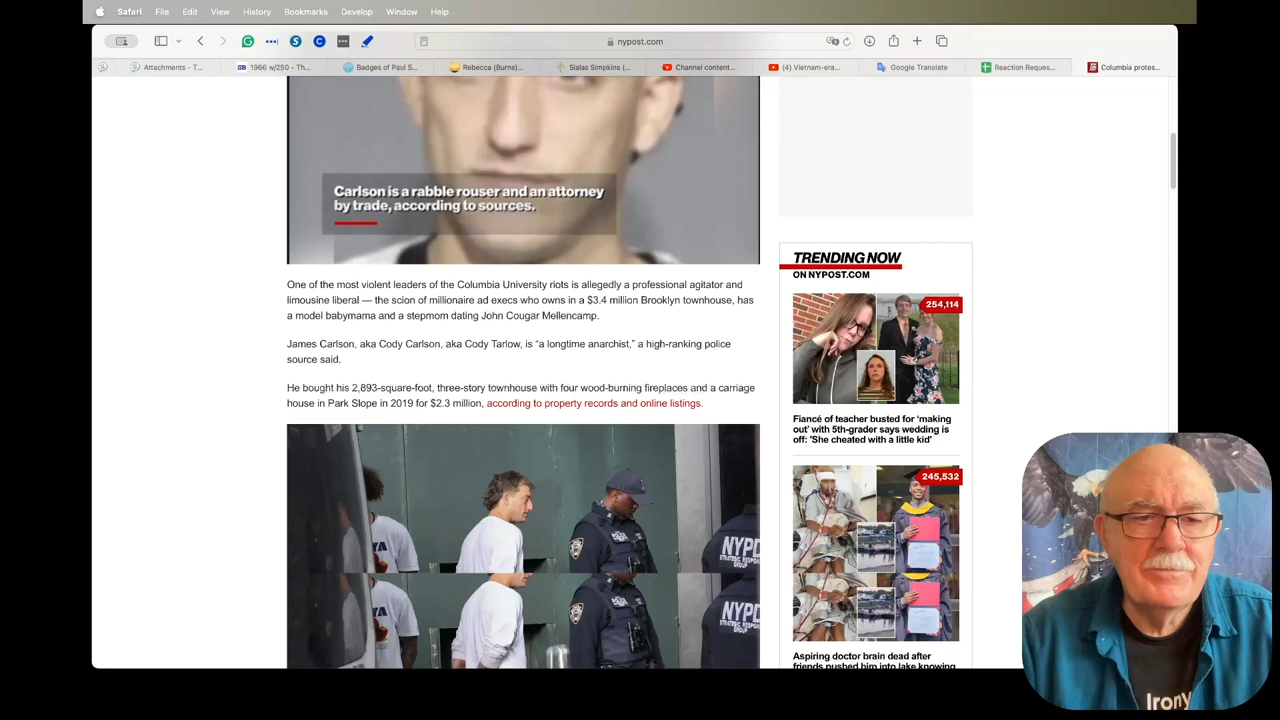 Safari File Edit View History Bookmarks Develop Window Help
nypost.com
Attachments - T... 1966 w/250 - Th... Badges of Paul S... Rebecca (Burns)... Sialas Simpkins (... Channel content... (4) Vietnam-era... Google Translate Reaction Reques... Columbia protes...
Carlson is a rabble rouser and an attorney
by trade, according to sources.
One of the most violent leaders of the Columbia University riots is allegedly a professional agitator and
limousine liberal — the scion of millionaire ad execs who owns in a $3.4 million Brooklyn townhouse, has
a model babymama and a stepmom dating John Cougar Mellencamp.
James Carlson, aka Cody Carlson, aka Cody Tarlow, is “a longtime anarchist,” a high-ranking police
source said.
He bought his 2,893-square-foot, three-story townhouse with four wood-burning fireplaces and a carriage
house in Park Slope in 2019 for $2.3 million, according to property records and online listings.
NYPD
STRATEGIC RESPON
GROUP
NYPD
STRATEGIC RESPON
GROUP
TRENDING NOW
ON NYPOST.COM
254,114
Fiancé of teacher busted for ‘making
out’ with 5th-grader says wedding is
off: ‘She cheated with a little kid’
245,532
Aspiring doctor brain dead after
friends pushed him into lake knowing
Irony